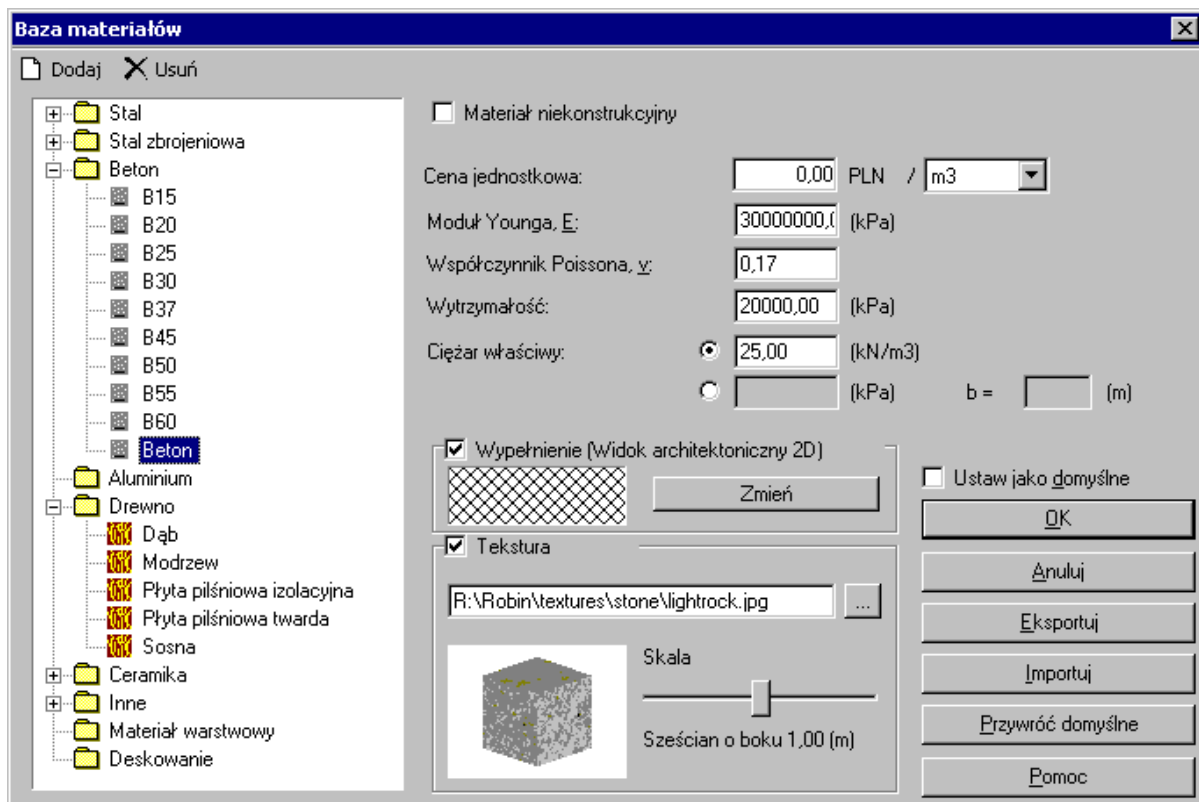 Baza materiałów
Dodaj Usuń
Stal
Stal zbrojeniowa
Beton
B15
B20
B25
B30
B37
B45
B50
B55
B60
Beton
Aluminium
Drewno
Dąb
Modrzew
Płyta pilśniowa izolacyjna
Płyta pilśniowa twarda
Sosna
Ceramika
Inne
Materiał warstwowy
Deskowanie
Materiał niekonstrukcyjny
Cena jednostkowa: 0,00 PLN / m3
Moduł Younga, E: 30000000,0 (kPa)
Współczynnik Poissona, v: 0,17
Wytrzymałość: 20000,00 (kPa)
Ciężar właściwy: 25,00 (kN/m3)
(kPa) b = (m)
Wypełnienie (Widok architektoniczny 2D)
Zmień
Tekstura
R:\Robin\textures\stone\lightrock.jpg ...
Skala
Sześcian o boku 1,00 (m)
Ustaw jako domyślne
OK
Anuluj
Eksportuj
Importuj
Przywróć domyślne
Pomoc